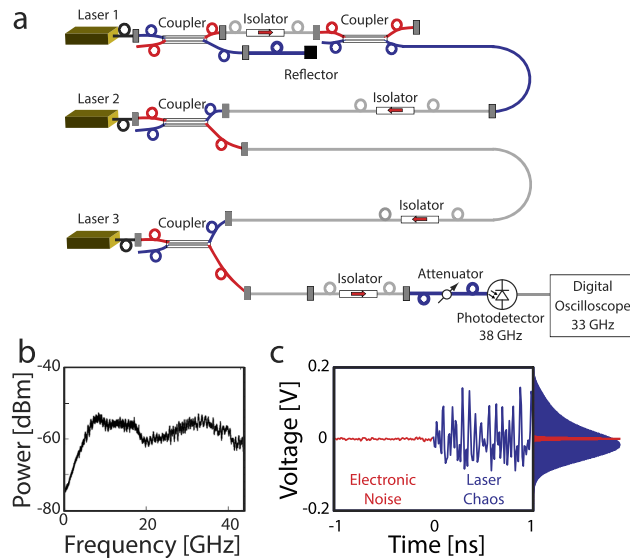 a
Laser 1
Coupler
Isolator
Coupler
Reflector
Laser 2
Coupler
Isolator
Laser 3
Coupler
Isolator
Isolator
Attenuator
Photodetector
38 GHz
Digital
Oscilloscope
33 GHz
b
-40
-60
-80
Power [dBm]
0
20
40
Frequency [GHz]
c
0.2
0
-0.2
Voltage [V]
Electronic
Noise
Laser
Chaos
-1
0
1
Time [ns]